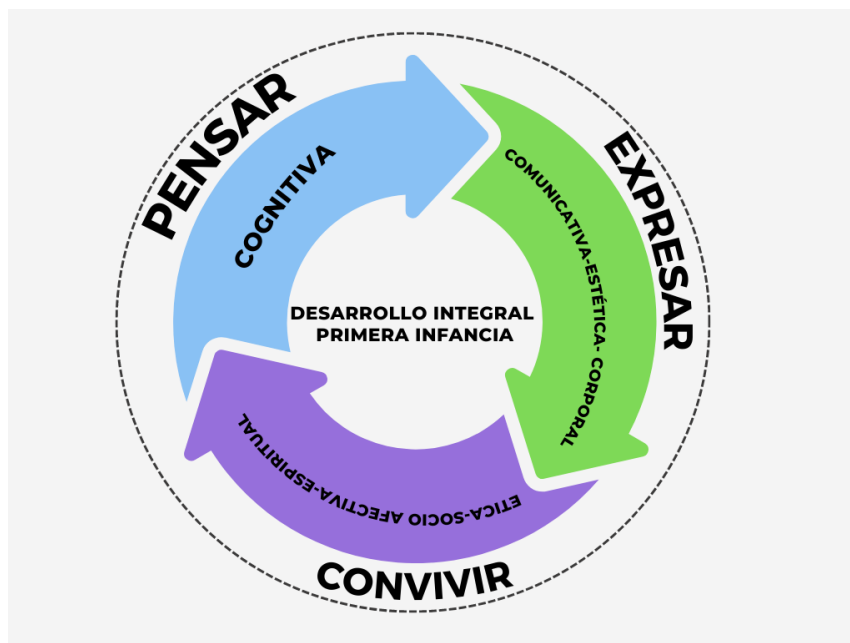 PENSAR
COGNITIVA
EXPRESAR
COMUNICATIVA-ESTÉTICA- CORPORAL
DESARROLLO INTEGRAL
PRIMERA INFANCIA
ETICA-SOCIO AFECTIVA-ESPIRITUAL
CONVIVIR